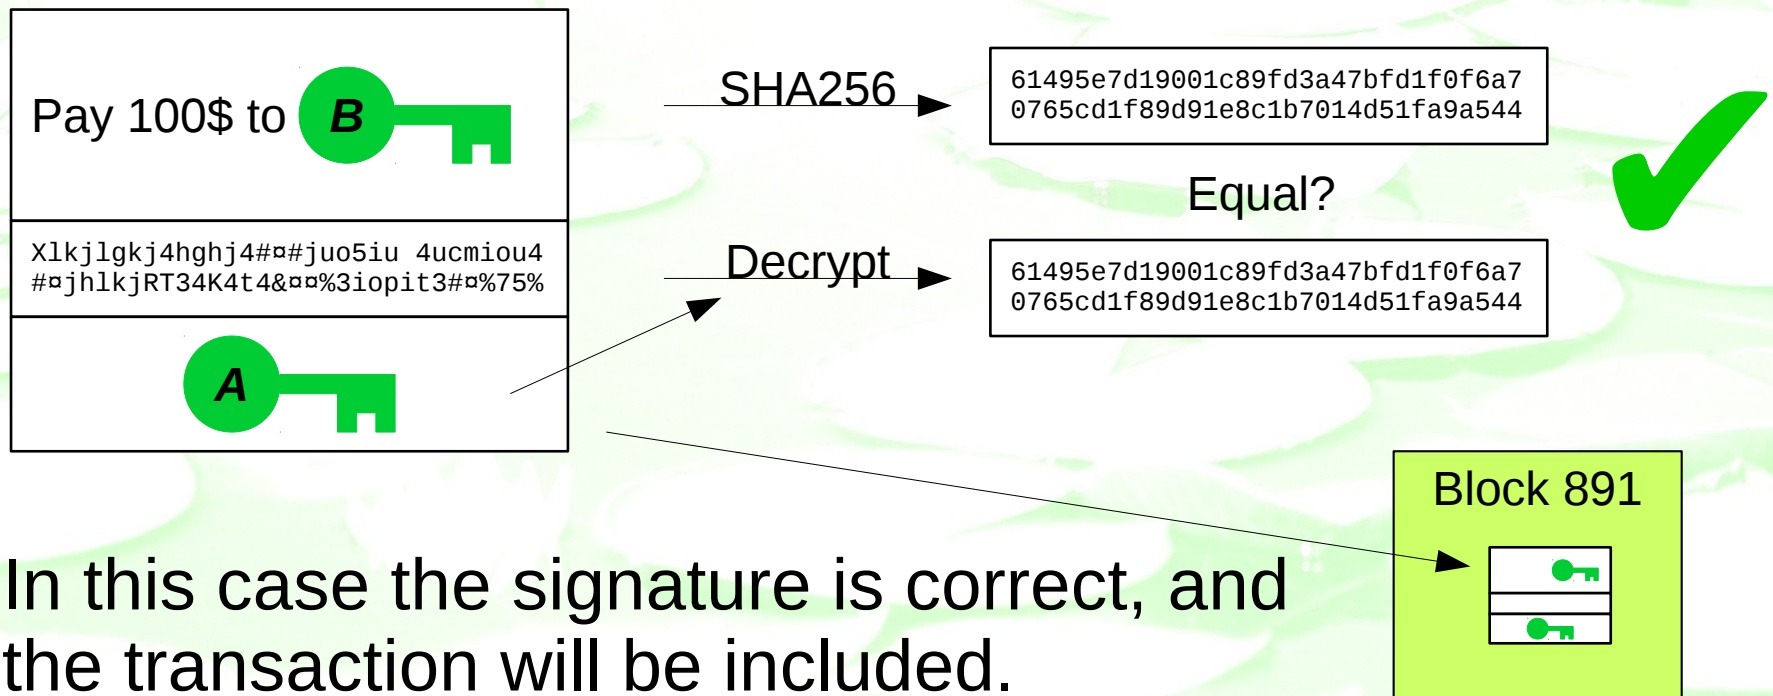 Pay 100$ to B
SHA256
61495e7d19001c89fd3a47bfd1f0f6a7
0765cd1f89d91e8c1b7014d51fa9a544
Equal?
Xlkjlgkj4hghj4#¤#juo5iu 4ucmiou4
#¤jhlkjRT34K4t4&¤¤%3iopit3#¤%75%
Decrypt
61495e7d19001c89fd3a47bfd1f0f6a7
0765cd1f89d91e8c1b7014d51fa9a544
A
Block 891
In this case the signature is correct, and
the transaction will be included.